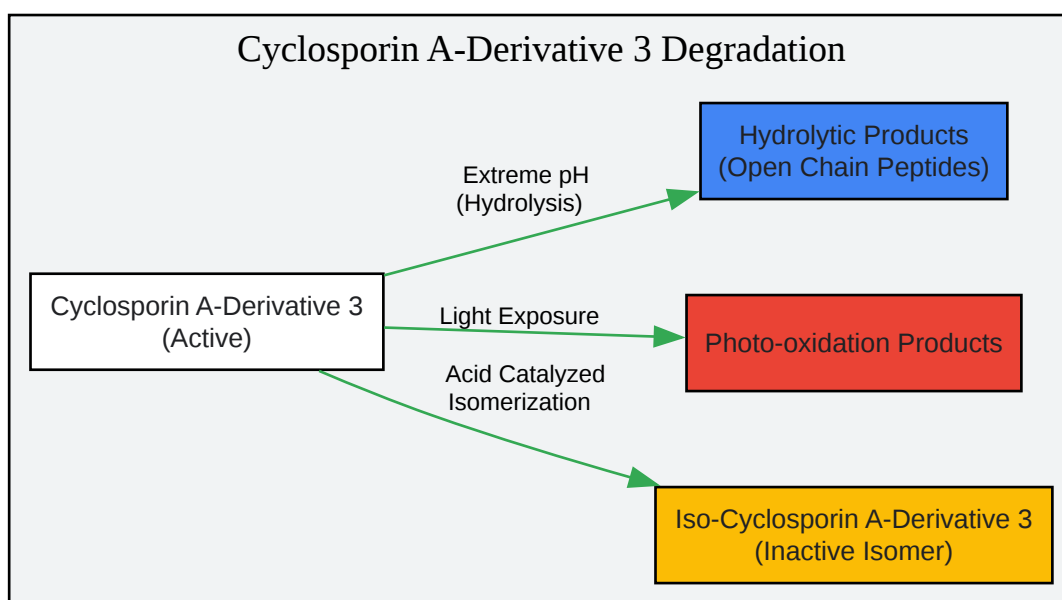 Cyclosporin A-Derivative 3 Degradation
Hydrolytic Products
(Open Chain Peptides)
Extreme pH
(Hydrolysis)
Cyclosporin A-Derivative 3
(Active)
Light Exposure
Photo-oxidation Products
Acid Catalyzed
Isomerization
Iso-Cyclosporin A-Derivative 3
(Inactive Isomer)